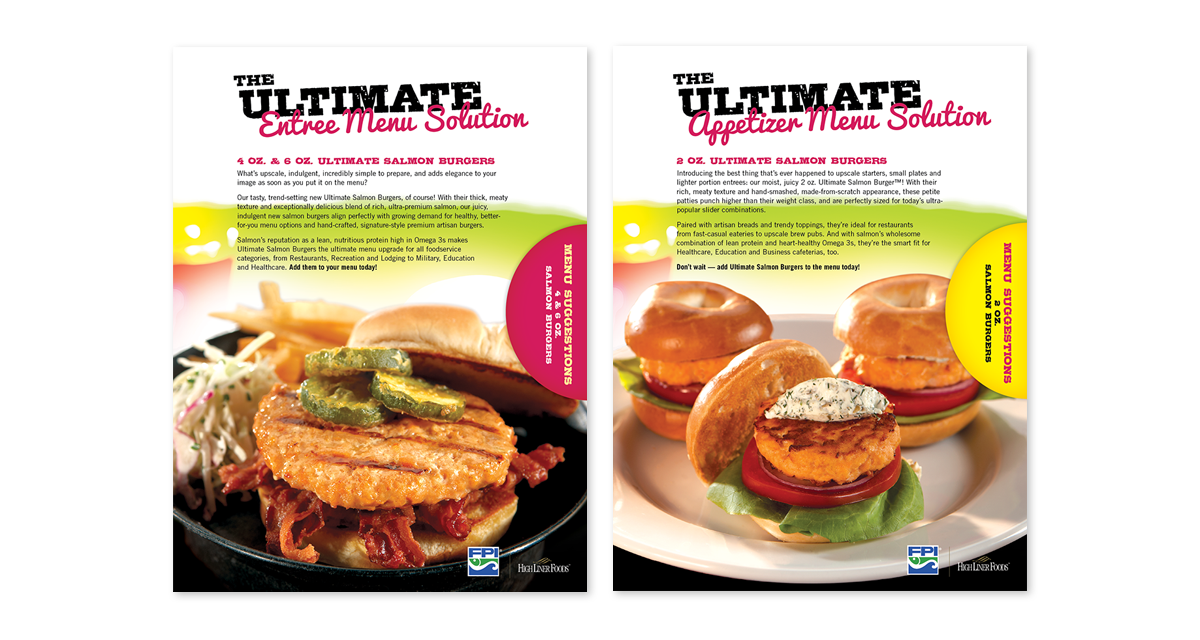 THE
ULTIMATE
Entree Menu Solution
4 OZ. & 6 OZ. ULTIMATE SALMON BURGERS
What's upscale, indulgent, incredibly simple to prepare, and adds elegance to your
image as soon as you put it on the menu?
Our tasty, trend-setting new Ultimate Salmon Burgers, of course! With their thick, meaty
texture and exceptionally delicious blend of rich, ultra-premium salmon, our juicy,
indulgent new salmon burgers align perfectly with growing demand for healthy, better-
for-you menu options and hand-crafted, signature-style premium artisan burgers.
Salmon's reputation as a lean, nutritious protein high in Omega 3s makes
Ultimate Salmon Burgers the ultimate menu upgrade for all foodservice
categories, from Restaurants, Recreation and Lodging to Military, Education
and Healthcare. Add them to your menu today!
MENU SUGGESTIONS
4 & 6 OZ.
SALMON BURGERS
FPI
HIGH LINER FOODS
THE
ULTIMATE
Appetizer Menu Solution
2 OZ. ULTIMATE SALMON BURGERS
Introducing the best thing that's ever happened to upscale starters, small plates and
lighter portion entrees: our moist, juicy 2 oz. Ultimate Salmon Burger™! With their
rich, meaty texture and hand-smashed, made-from-scratch appearance, these petite
patties punch higher than their weight class, and are perfectly sized for today's ultra-
popular slider combinations.
Paired with artisan breads and trendy toppings, they're ideal for restaurants
from fast-casual eateries to upscale brew pubs. And with salmon's wholesome
combination of lean protein and heart-healthy Omega 3s, they're the smart fit for
Healthcare, Education and Business cafeterias, too.
Don't wait — add Ultimate Salmon Burgers to the menu today!
MENU SUGGESTIONS
2 OZ.
SALMON BURGERS
FPI
HIGH LINER FOODS